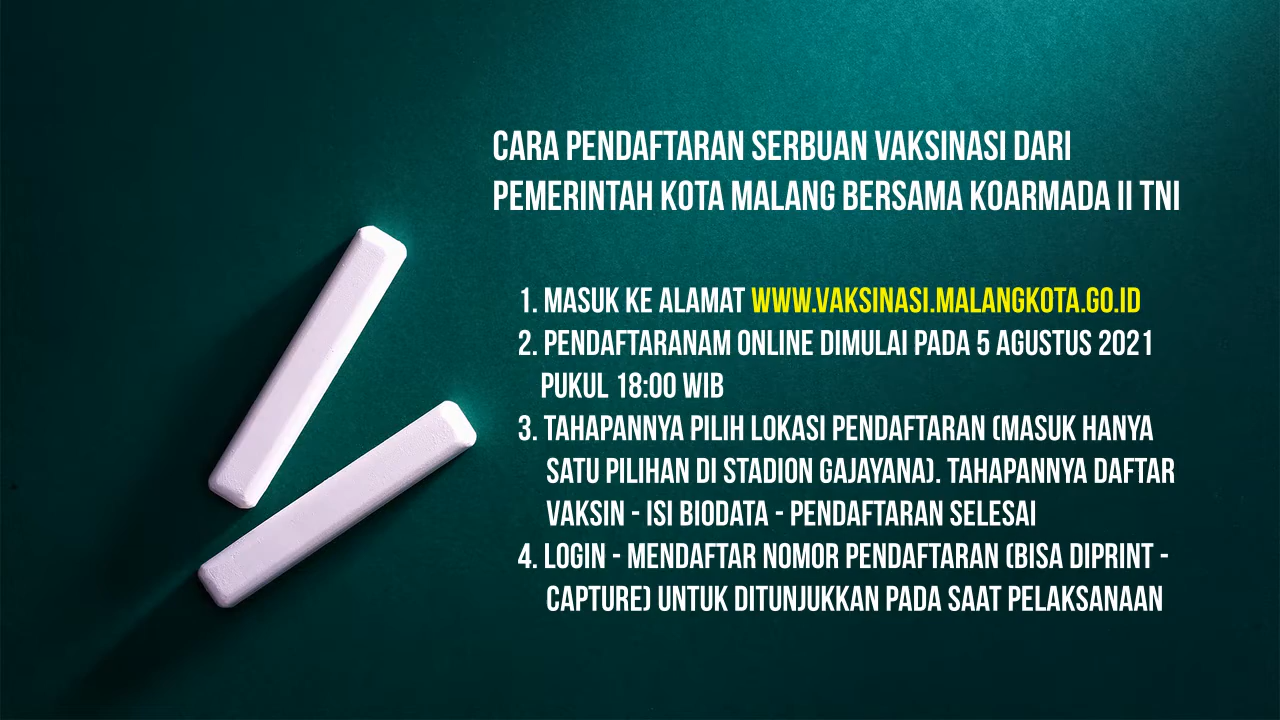 CARA PENDAFTARAN SERBUAN VAKSINASI DARI
PEMERINTAH KOTA MALANG BERSAMA KOARMADA II TNI
1. MASUK KE ALAMAT WWW.VAKSINASI.MALANGKOTA.GO.ID
2. PENDAFTARANAM ONLINE DIMULAI PADA 5 AGUSTUS 2021
PUKUL 18:00 WIB
3. TAHAPANNYA PILIH LOKASI PENDAFTARAN (MASUK HANYA
SATU PILIHAN DI STADION GAJAYANA). TAHAPANNYA DAFTAR
VAKSIN - ISI BIODATA - PENDAFTARAN SELESAI
4. LOGIN - MENDAFTAR NOMOR PENDAFTARAN (BISA DIPRINT -
CAPTURE) UNTUK DITUNJUKKAN PADA SAAT PELAKSANAAN